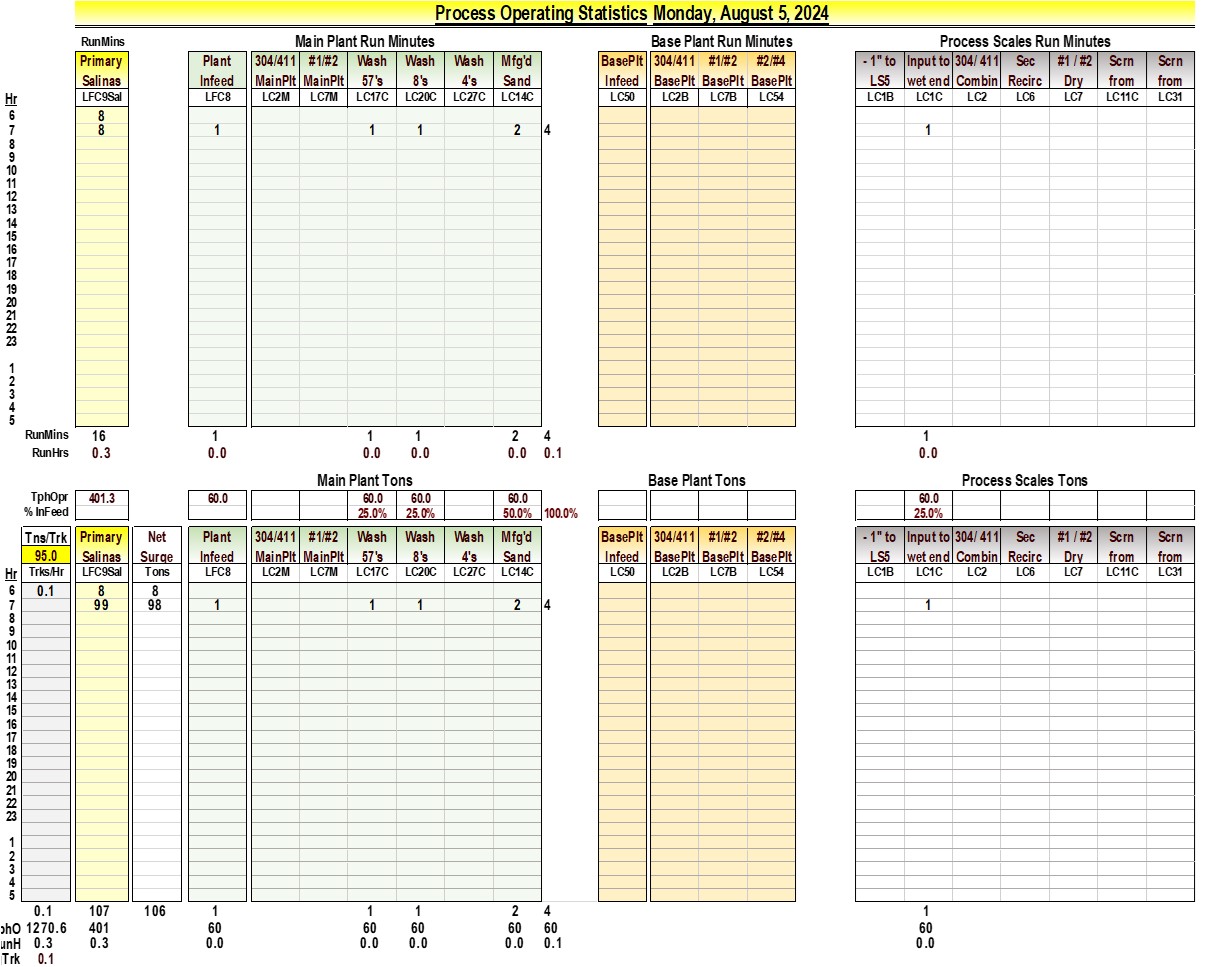 Process Operating Statistics Monday, August 5, 2024
RunMins Main Plant Run Minutes Base Plant Run Minutes Process Scales Run Minutes
Primary Plant 304/411 #1/#2 Wash Wash Wash Mfg'd BasePlt 304/411 #1/#2 #2/#4 - 1" to Input to 304/ 411 Sec #1 / #2 Scrn Scrn
Salinas Infeed MainPlt MainPlt 57's 8's 4's Sand Infeed BasePlt BasePlt BasePlt LS5 wet end Combin Recirc Dry from from
Hr LFC9Sal LFC8 LC2M LC7M LC17C LC20C LC27C LC14C LC50 LC2B LC7B LC54 LC1B LC1C LC2 LC6 LC7 LC11C LC31
6 8
7 8 1 1 1 2 4 1
8
9
10
11
12
13
14
15
16
17
18
19
20
21
22
23
1
2
3
4
5
RunMins 16 1 1 1 2 4 1
RunHrs 0.3 0.0 0.0 0.0 0.0 0.1 0.0
Main Plant Tons Base Plant Tons Process Scales Tons
TphOpr 401.3 60.0 60.0 60.0 60.0 60.0
% InFeed 25.0% 25.0% 50.0% 100.0% 25.0%
Tns/Trk Primary Net Plant 304/411 #1/#2 Wash Wash Wash Mfg'd BasePlt 304/411 #1/#2 #2/#4 - 1" to Input to 304/ 411 Sec #1 / #2 Scrn Scrn
95.0 Salinas Surge Infeed MainPlt MainPlt 57's 8's 4's Sand Infeed BasePlt BasePlt BasePlt LS5 wet end Combin Recirc Dry from from
Hr Trks/Hr LFC9Sal Tons LFC8 LC2M LC7M LC17C LC20C LC27C LC14C LC50 LC2B LC7B LC54 LC1B LC1C LC2 LC6 LC7 LC11C LC31
6 0.1 8 8
7 99 98 1 1 1 2 4 1
8
9
10
11
12
13
14
15
16
17
18
19
20
21
22
23
1
2
3
4
5
0.1 107 106 1 1 1 2 4 1
phO 1270.6 401 60 60 60 60 60 60
unH 0.3 0.3 0.0 0.0 0.0 0.0 0.1 0.0
Trk 0.1